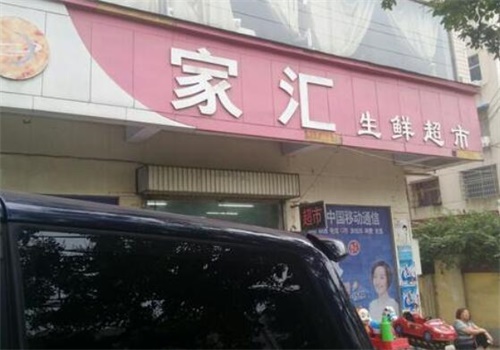 家汇 生鲜超市
超市
中国移动通信